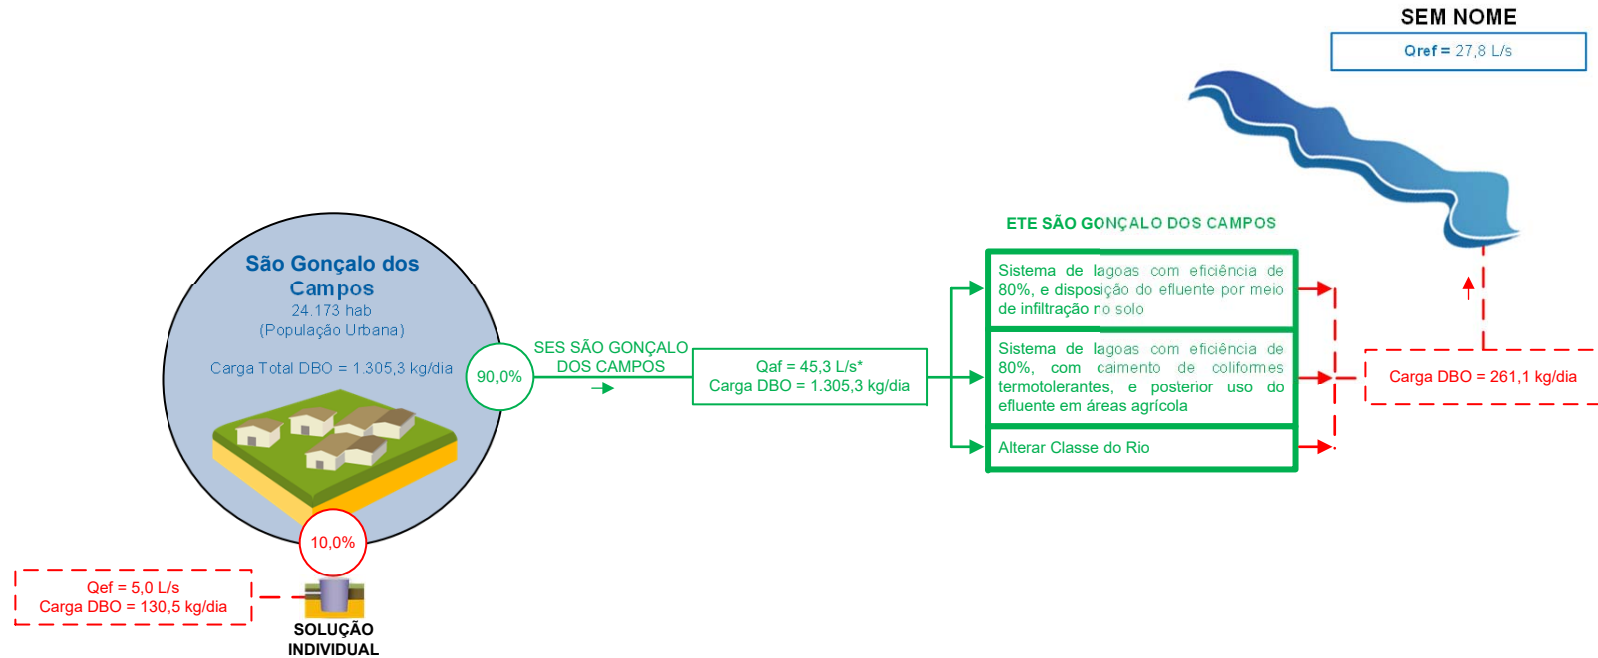 SEM NOME
Qref = 27,8 L/s
ETE SÃO GONÇALO DOS CAMPOS
São Gonçalo dos
Campos
24.173 hab
(População Urbana)
Carga Total DBO = 1.305,3 kg/dia
90,0%
SES SÃO GONÇALO
DOS CAMPOS
Qaf = 45,3 L/s*
Carga DBO = 1.305,3 kg/dia
Sistema de lagoas com eficiência de
80%, e disposição do efluente por meio
de infiltração no solo
Sistema de lagoas com eficiência de
80%, com caimento de coliformes
termotolerantes, e posterior uso do
efluente em áreas agrícola
Alterar Classe do Rio
Carga DBO = 261,1 kg/dia
10,0%
Qef = 5,0 L/s
Carga DBO = 130,5 kg/dia
SOLUÇÃO
INDIVIDUAL